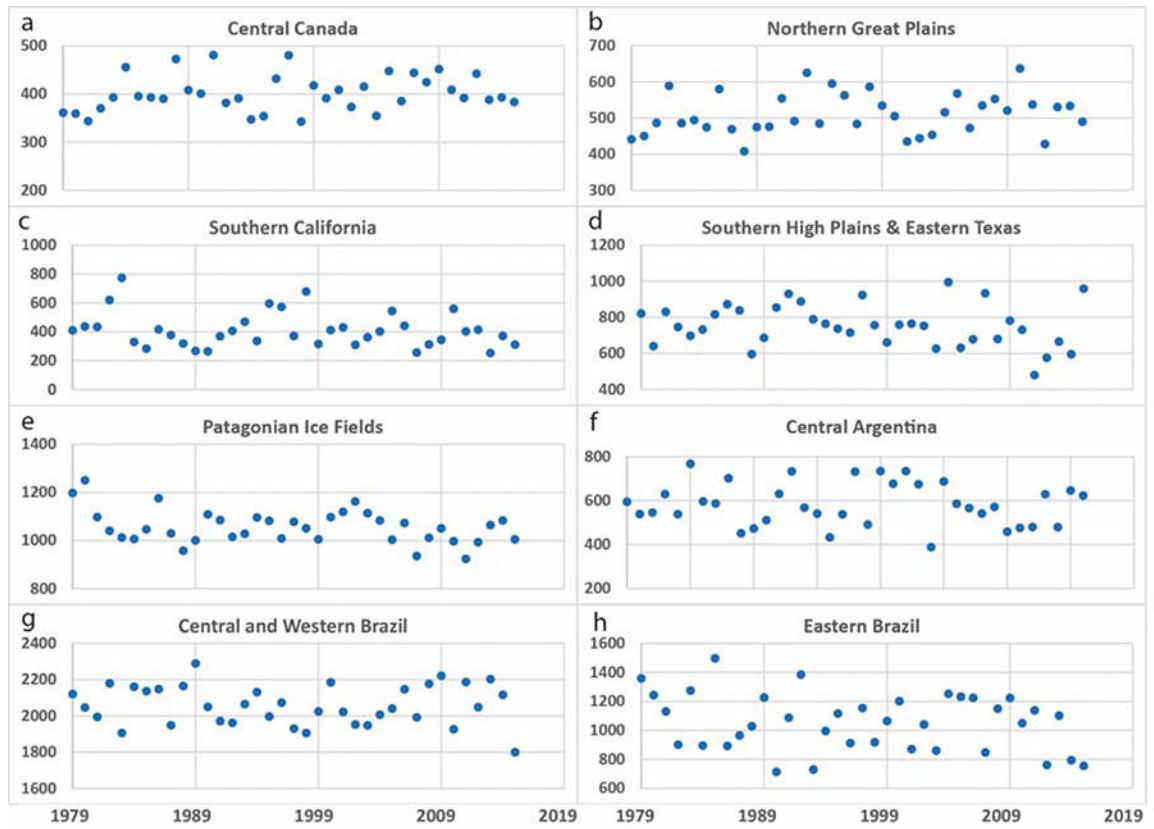 a
Central Canada
500
400
300
200
b
Northern Great Plains
700
600
500
400
300
c
Southern California
1000
800
600
400
200
0
d
Southern High Plains & Eastern Texas
1200
1000
800
600
400
e
Patagonian Ice Fields
1400
1200
1000
800
f
Central Argentina
800
600
400
200
g
Central and Western Brazil
2400
2200
2000
1800
1600
1979 1989 1999 2009
h
Eastern Brazil
1600
1400
1200
1000
800
600
1979 1989 1999 2009 2019